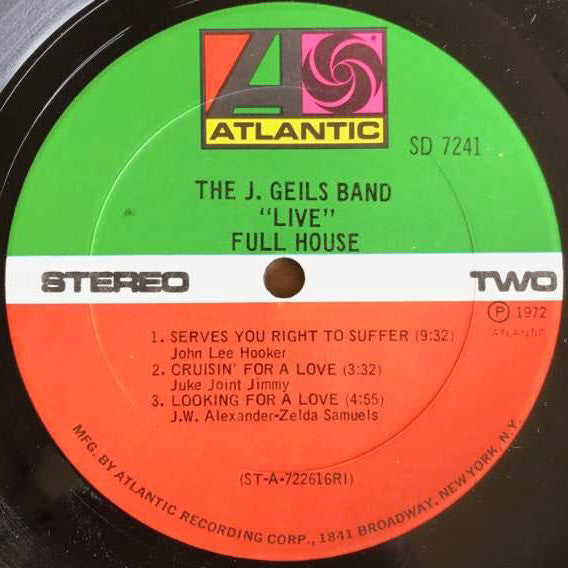 ATLANTIC
SD 7241
THE J. GEILS BAND
"LIVE"
FULL HOUSE
STEREO
TWO
Ⓟ 1972
ATLANTIC
1. SERVES YOU RIGHT TO SUFFER (9:32)
John Lee Hooker
2. CRUISIN' FOR A LOVE (3:32)
Juke Joint Jimmy
3. LOOKING FOR A LOVE (4:55)
J.W. Alexander-Zelda Samuels
(ST-A-722616RI)
MFG. BY ATLANTIC RECORDING CORP., 1841 BROADWAY, NEW YORK, N.Y.